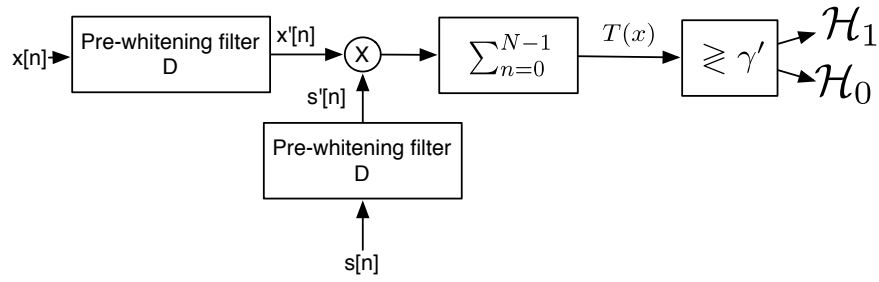 x[n]
Pre-whitening filter
D
x'[n]
X
∑_{n=0}^{N−1}
T(x)
≷ γ′
ℋ₁
ℋ₀
s'[n]
Pre-whitening filter
D
s[n]